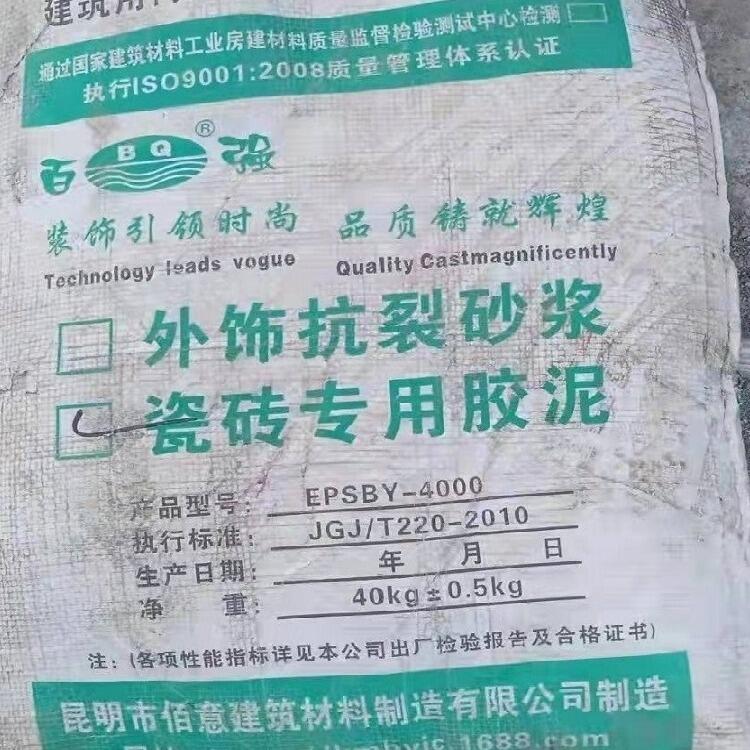 建筑用
通过国家建筑材料工业房建材料质量监督检验测试中心检测
执行ISO9001:2008质量管理体系认证
百 BQ ® 强
装饰引领时尚 品质铸就辉煌
Technology leads vogue Quality Castmagnificently
外饰抗裂砂浆
瓷砖专用胶泥
产品型号: EPSBY-4000
执行标准: JGJ/T220-2010
生产日期: 年 月 日
净 重: 40kg±0.5kg
注:(各项性能指标详见本公司出厂检验报告及合格证书)
昆明市佰意建筑材料制造有限公司制造
1688.com